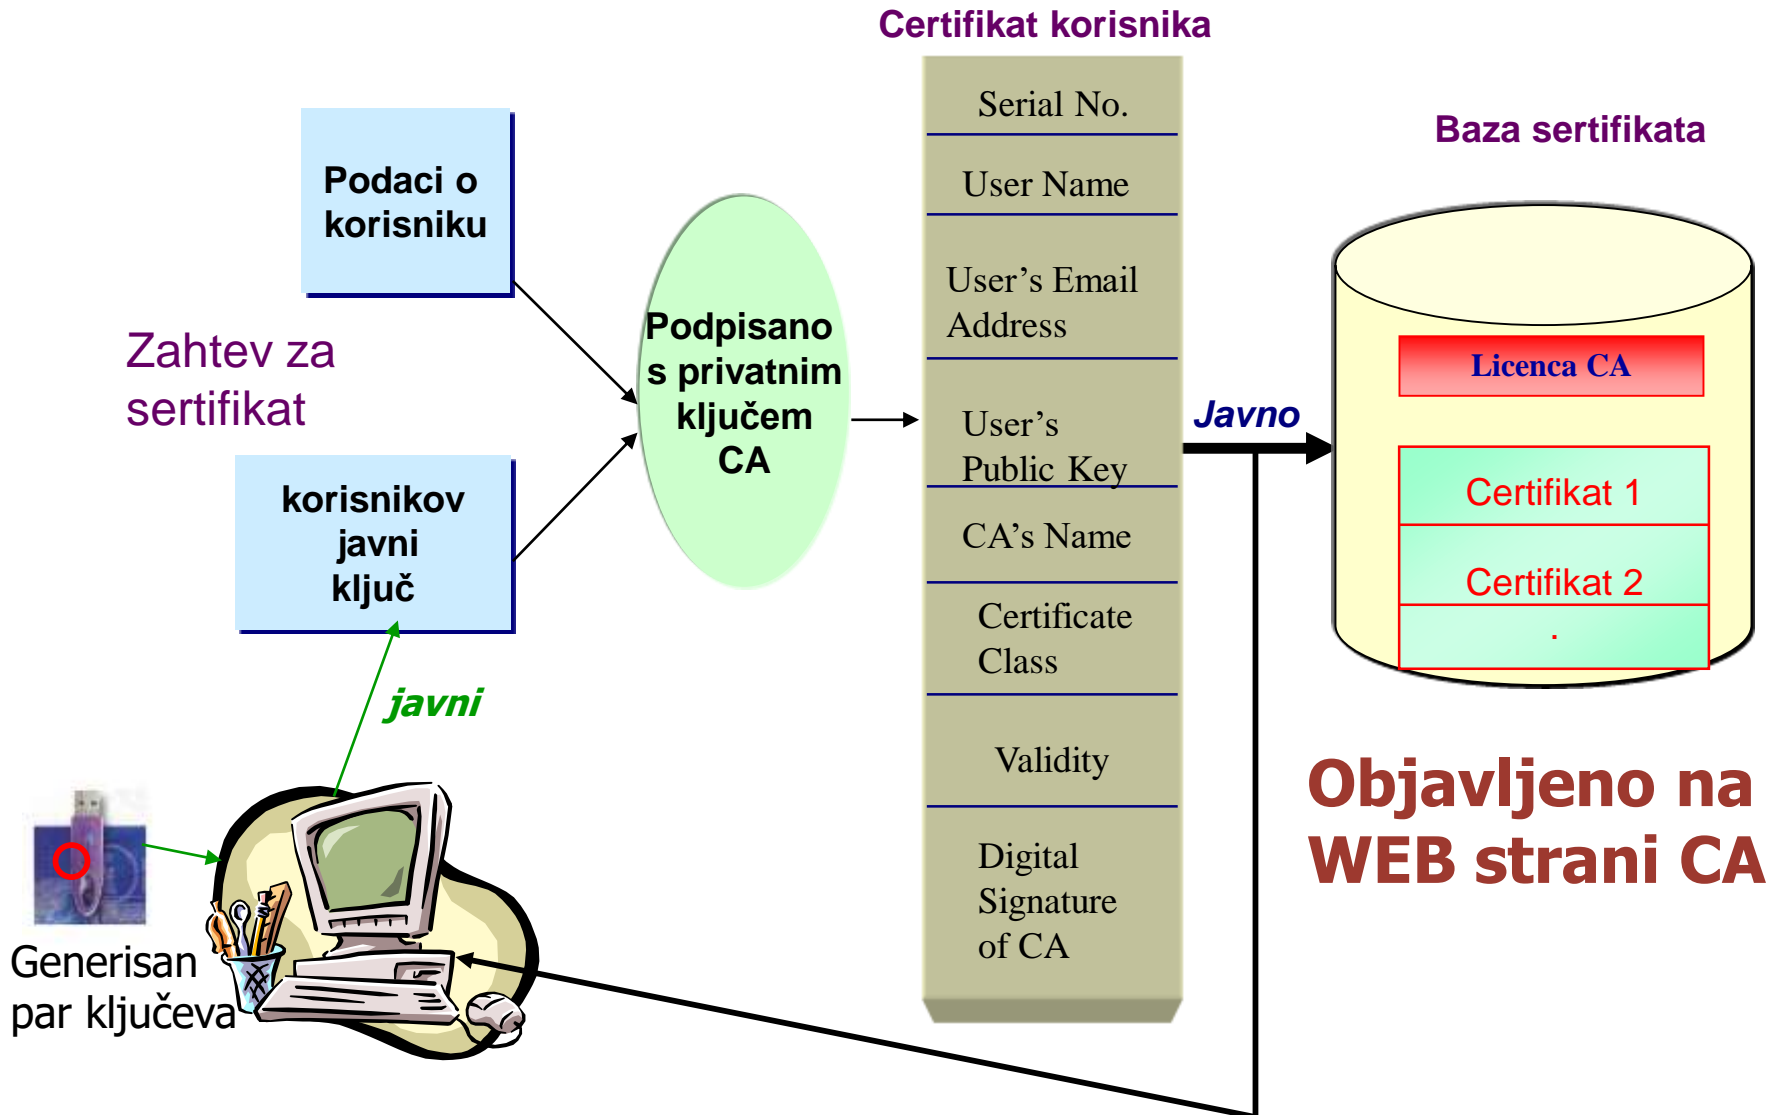 Certifikat korisnika
Serial No.
User Name
User’s Email
Address
User’s
Public Key
CA’s Name
Certificate
Class
Validity
Digital
Signature
of CA
Podaci o
korisniku
Zahtev za
sertifikat
korisnikov
javni
ključ
Podpisano
s privatnim
ključem
CA
javni
Generisan
par ključeva
Javno
Baza sertifikata
Licenca CA
Certifikat 1
Certifikat 2
.
Objavljeno na
WEB strani CA